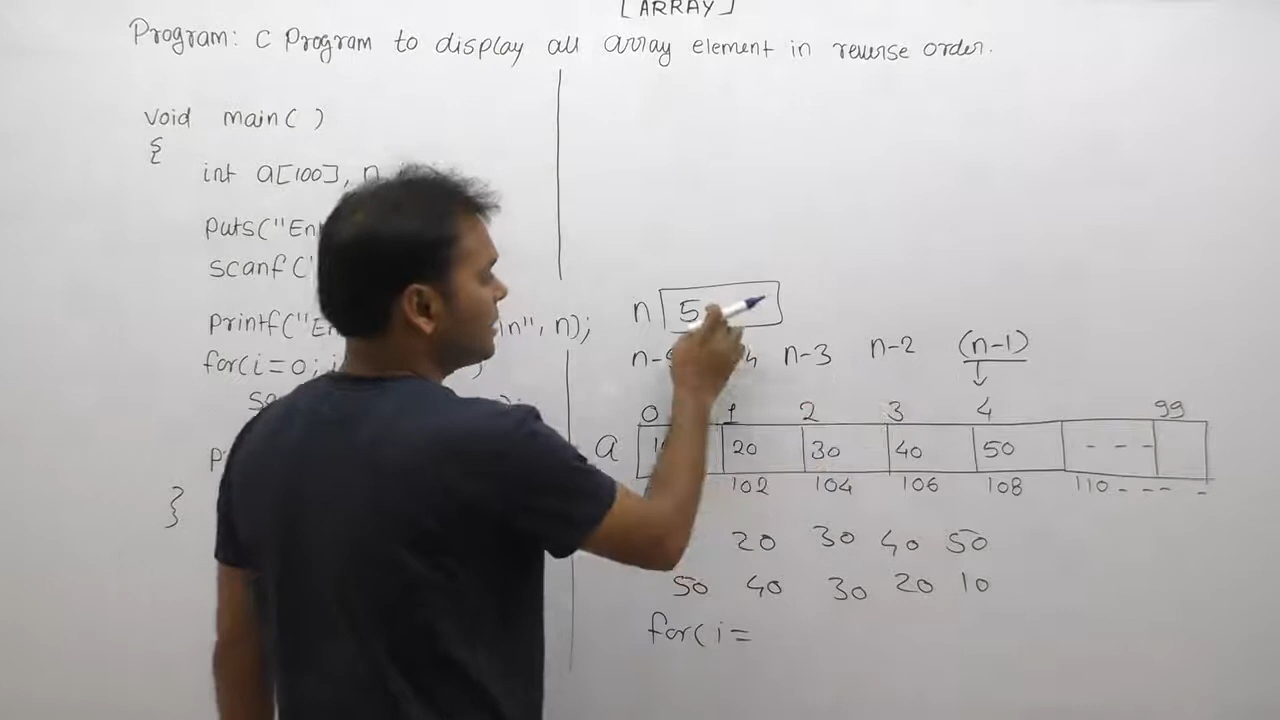 [ARRAY]
Program: C Program to display all array element in reverse order.
void main( )
{
int a[100], n
puts("En
scanf("
printf("En \n", n);
for(i=0; i
}
n 5
n-3 n-2 (n-1)
0 1 2 3 4 99
a 20 30 40 50 - - -
102 104 106 108 110 - - - -
20 30 40 50
50 40 30 20 10
for(i=